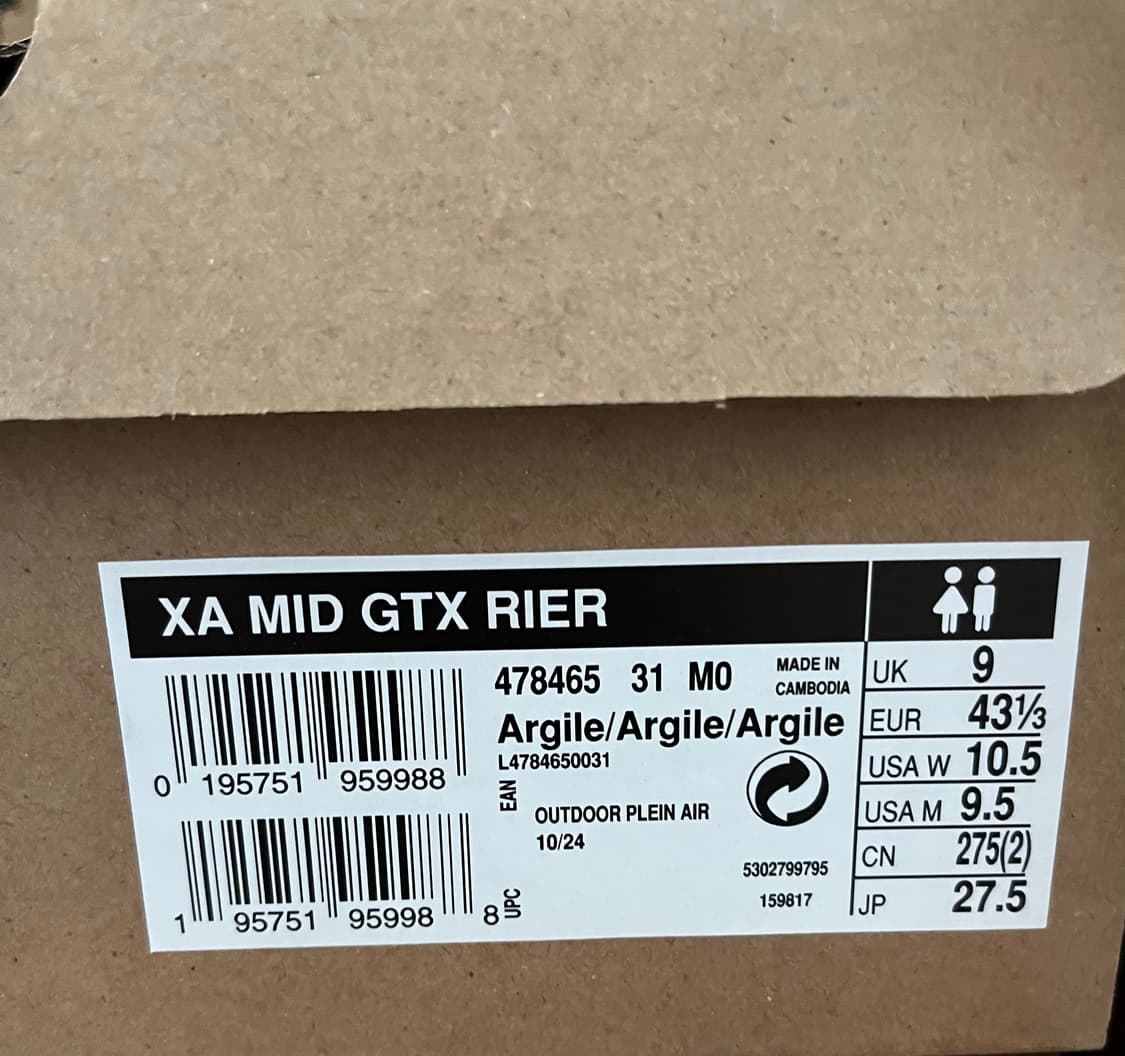 XA MID GTX RIER
478465 31 M0
MADE IN
CAMBODIA
Argile/Argile/Argile
L4784650031
0 195751 959988
EAN
OUTDOOR PLEIN AIR
10/24
5302799795
159817
1 95751 95998 8
UPC
UK 9
EUR 43⅓
USA W 10.5
USA M 9.5
CN 275(2)
JP 27.5